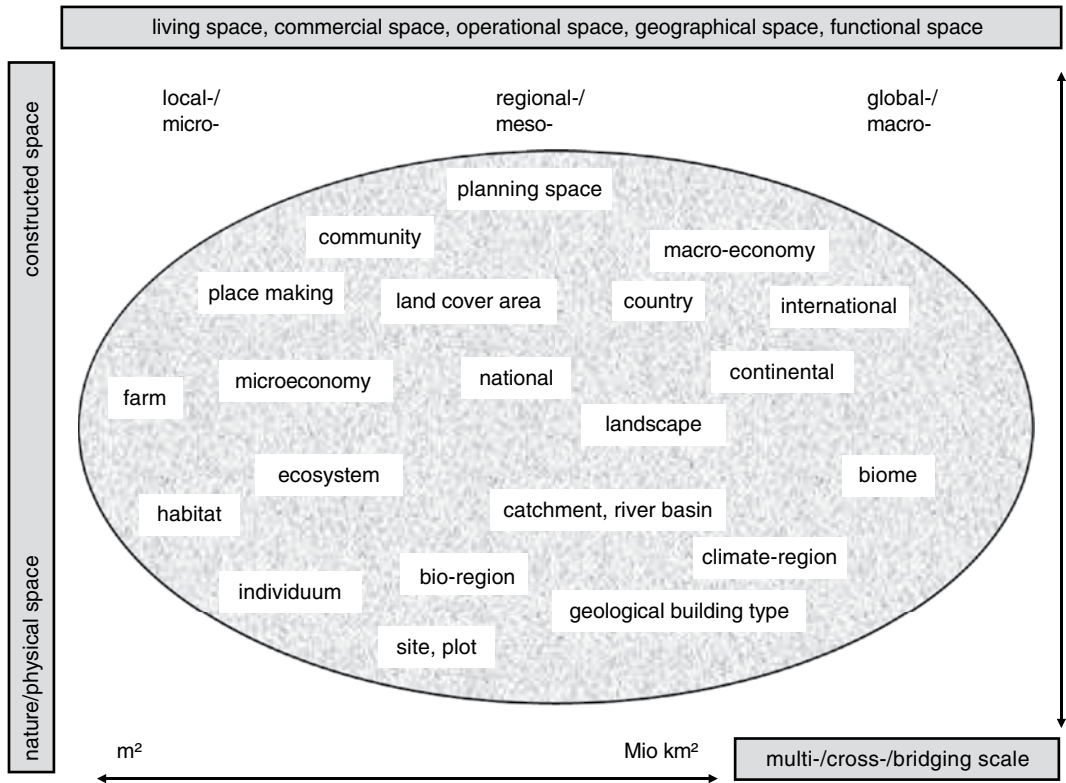 living space, commercial space, operational space, geographical space, functional space
constructed space
nature/physical space
local-/
micro-
regional-/
meso-
global-/
macro-
planning space
community
macro-economy
place making
land cover area
country
international
farm
microeconomy
national
continental
landscape
ecosystem
biome
habitat
catchment, river basin
climate-region
individuum
bio-region
geological building type
site, plot
m²
Mio km²
multi-/cross-/bridging scale